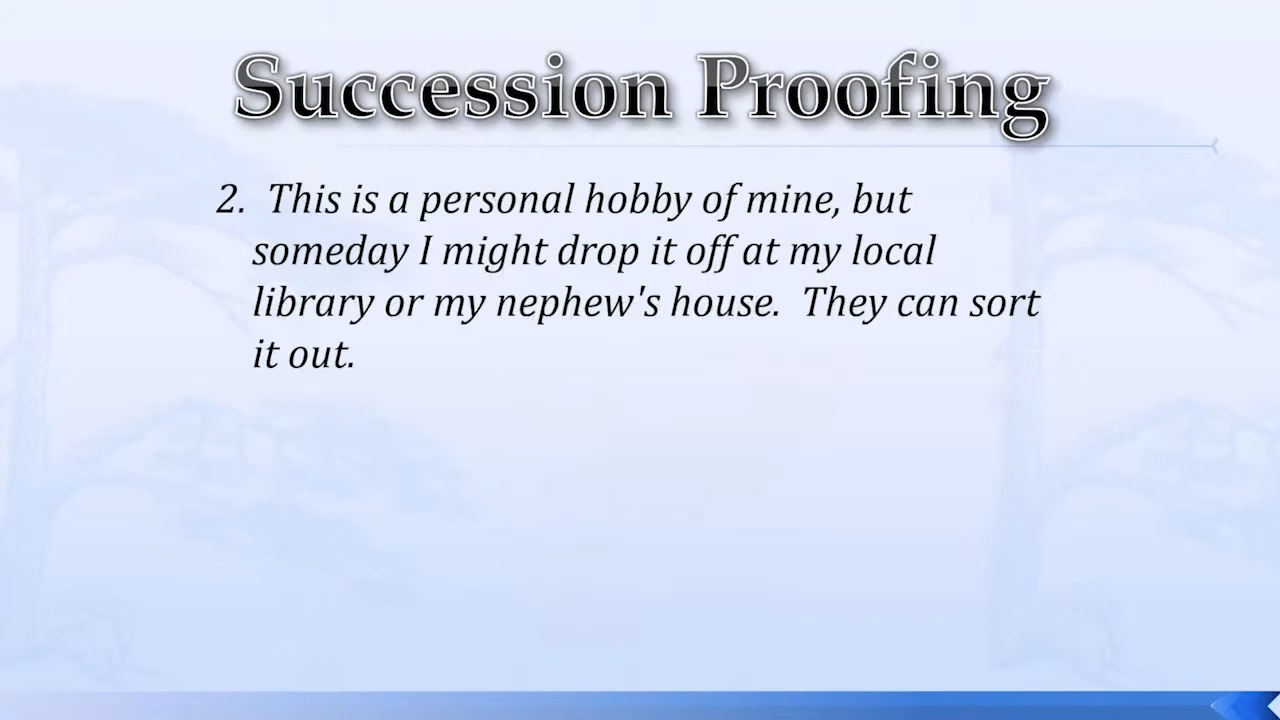 Succession Proofing
2. This is a personal hobby of mine, but
someday I might drop it off at my local
library or my nephew's house. They can sort
it out.